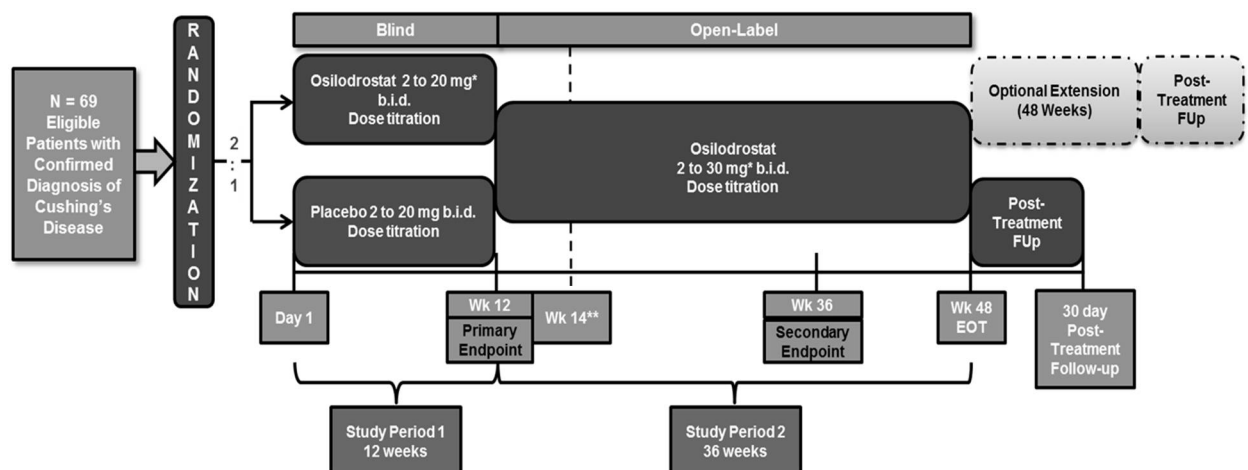 Blind
Open-Label
N = 69
Eligible
Patients with
Confirmed
Diagnosis of
Cushing's
Disease
RANDOMIZATION
2:1
Osilodrostat 2 to 20 mg*
b.i.d.
Dose titration
Placebo 2 to 20 mg b.i.d.
Dose titration
Osilodrostat
2 to 30 mg* b.i.d.
Dose titration
Optional Extension
(48 Weeks)
Post-
Treatment
FUp
Post-
Treatment
FUp
Day 1
Wk 12
Primary
Endpoint
Wk 14**
Wk 36
Secondary
Endpoint
Wk 48
EOT
30 day
Post-
Treatment
Follow-up
Study Period 1
12 weeks
Study Period 2
36 weeks